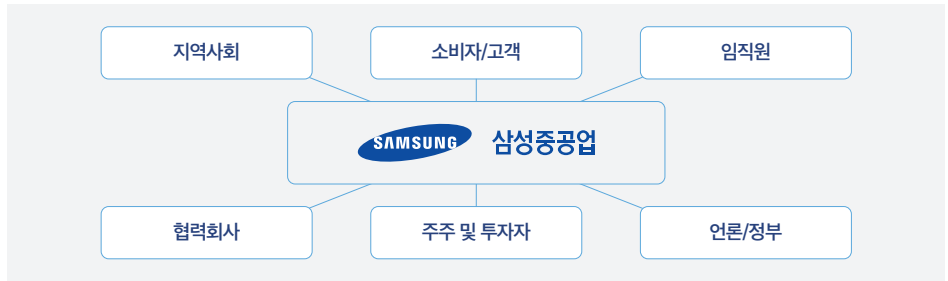 지역사회
소비자/고객
임직원
SAMSUNG 삼성중공업
협력회사
주주 및 투자자
언론/정부